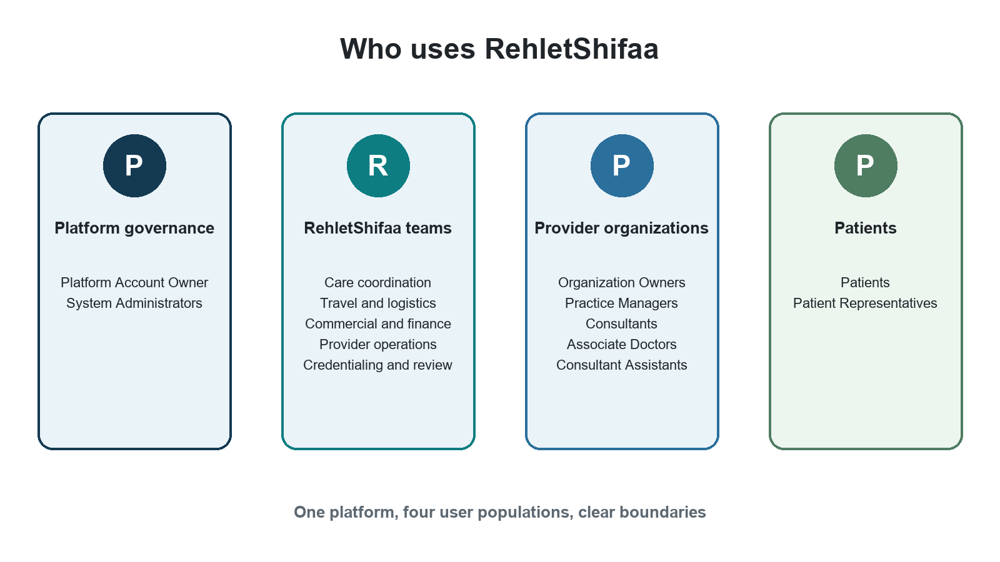 Who uses RehletShifaa
P
Platform governance
Platform Account Owner
System Administrators
R
RehletShifaa teams
Care coordination
Travel and logistics
Commercial and finance
Provider operations
Credentialing and review
P
Provider organizations
Organization Owners
Practice Managers
Consultants
Associate Doctors
Consultant Assistants
P
Patients
Patients
Patient Representatives
One platform, four user populations, clear boundaries